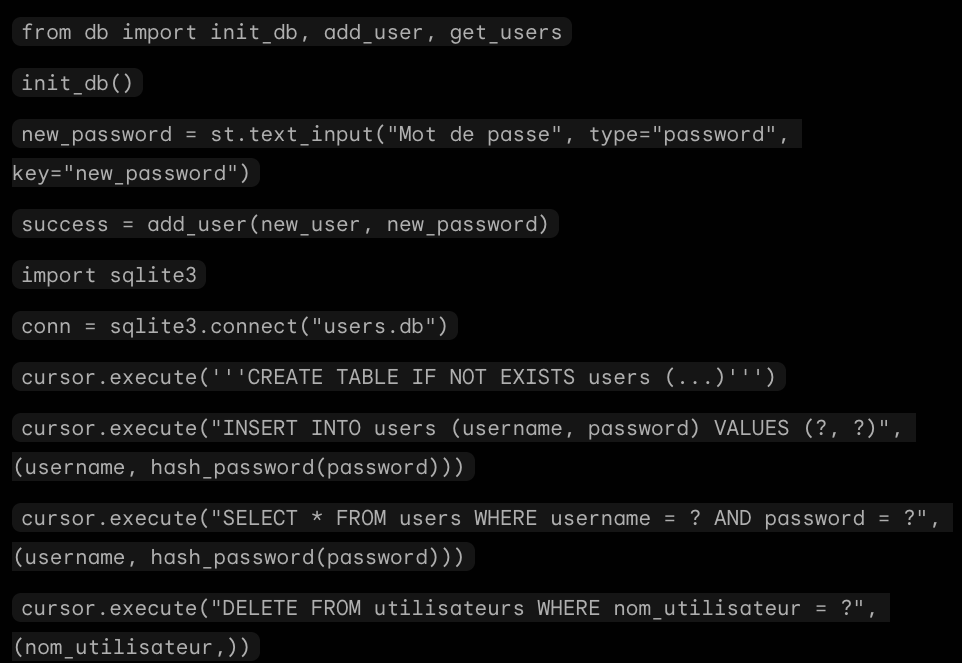 from db import init_db, add_user, get_users
init_db()
new_password = st.text_input("Mot de passe", type="password",
key="new_password")
success = add_user(new_user, new_password)
import sqlite3
conn = sqlite3.connect("users.db")
cursor.execute('''CREATE TABLE IF NOT EXISTS users (...)''')
cursor.execute("INSERT INTO users (username, password) VALUES (?, ?)",
(username, hash_password(password)))
cursor.execute("SELECT * FROM users WHERE username = ? AND password = ?",
(username, hash_password(password)))
cursor.execute("DELETE FROM utilisateurs WHERE nom_utilisateur = ?",
(nom_utilisateur,))